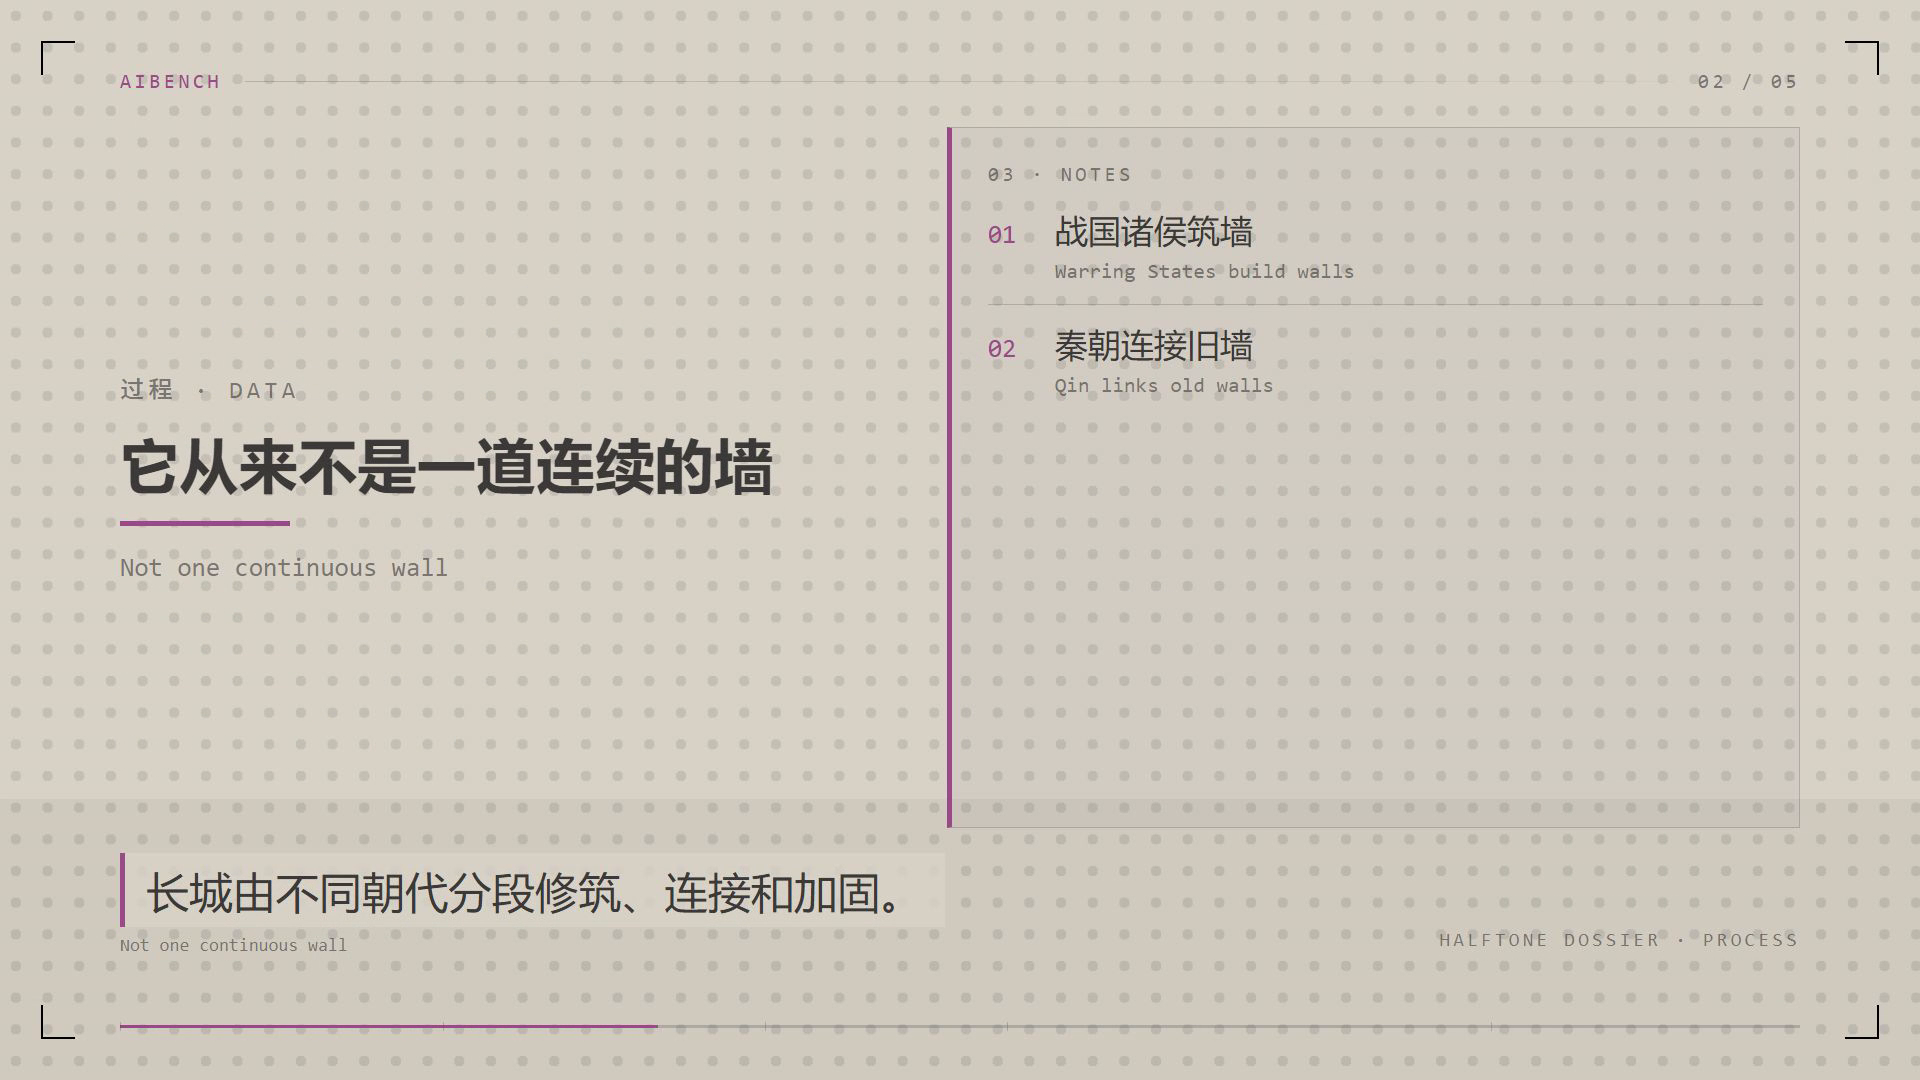 AIBENCH
02 / 05
过程 · DATA
它从来不是一道连续的墙
Not one continuous wall
03 · NOTES
01 战国诸侯筑墙
Warring States build walls
02 秦朝连接旧墙
Qin links old walls
长城由不同朝代分段修筑、连接和加固。
Not one continuous wall
HALFTONE DOSSIER · PROCESS